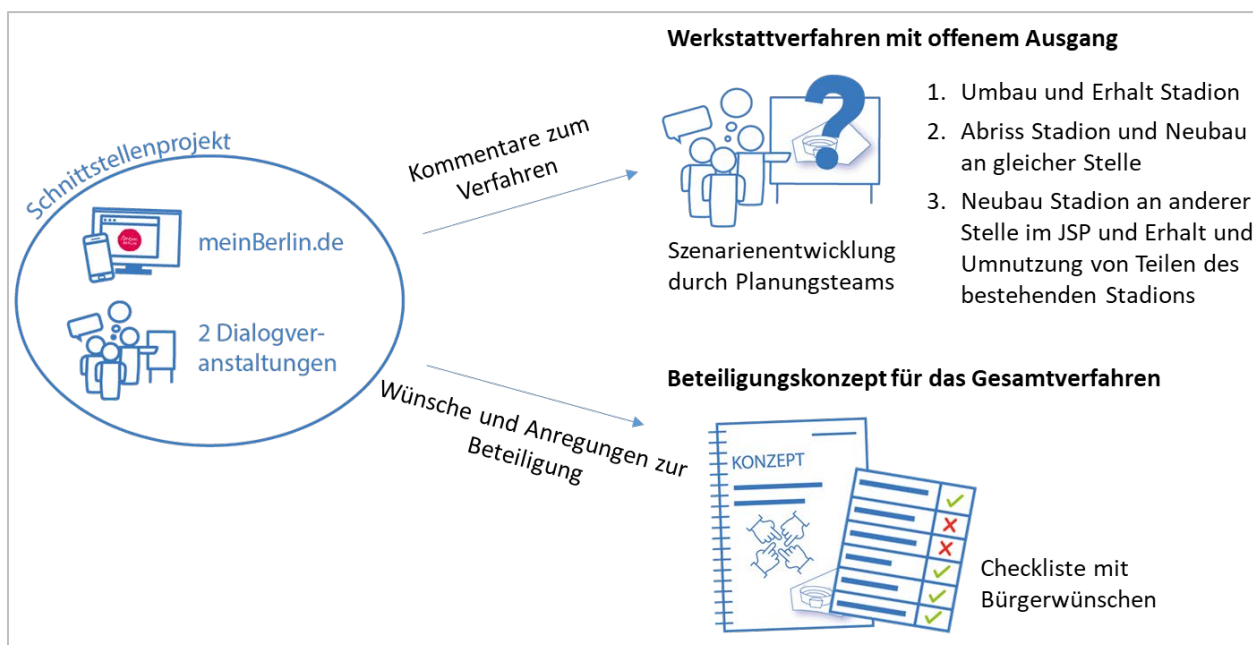 Schnittstellenprojekt
meinBerlin.de
2 Dialogver-
anstaltungen
Kommentare zum
Verfahren
Wünsche und Anregungen zur
Beteiligung
Werkstattverfahren mit offenem Ausgang
Szenarienentwicklung
durch Planungsteams
1. Umbau und Erhalt Stadion
2. Abriss Stadion und Neubau
an gleicher Stelle
3. Neubau Stadion an anderer
Stelle im JSP und Erhalt und
Umnutzung von Teilen des
bestehenden Stadions
Beteiligungskonzept für das Gesamtverfahren
KONZEPT
Checkliste mit
Bürgerwünschen